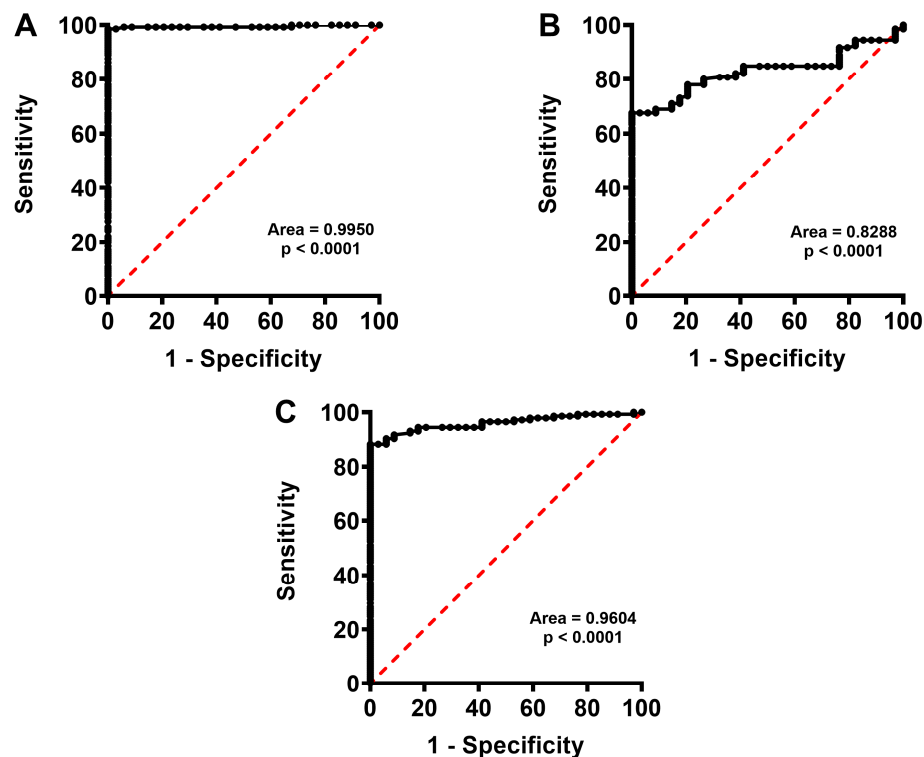 A
100
80
60
40
20
0
Sensitivity
Area = 0.9950
p < 0.0001
0 20 40 60 80 100
1 - Specificity
B
100
80
60
40
20
0
Sensitivity
Area = 0.8288
p < 0.0001
0 20 40 60 80 100
1 - Specificity
C
100
80
60
40
20
0
Sensitivity
Area = 0.9604
p < 0.0001
0 20 40 60 80 100
1 - Specificity